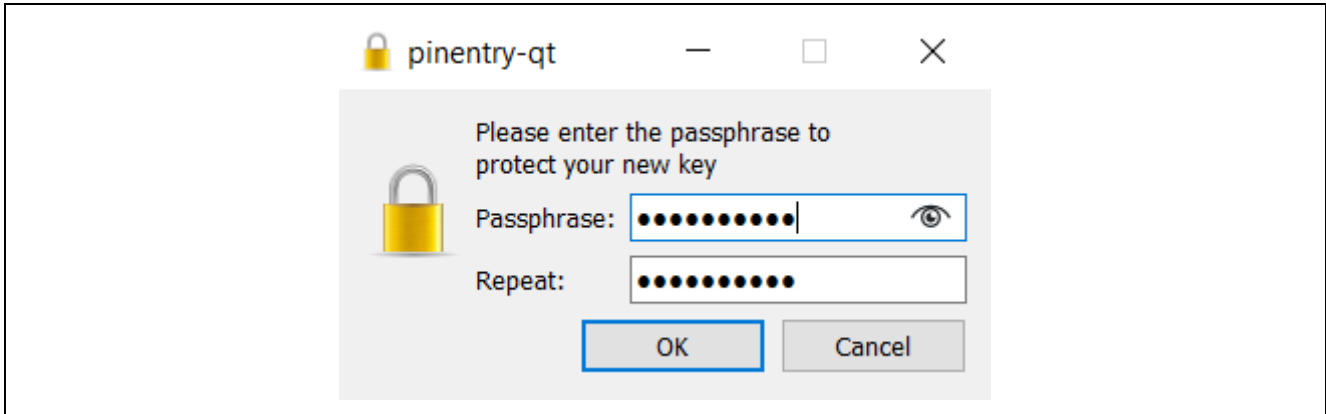 pinentry-qt
Please enter the passphrase to
protect your new key
Passphrase: ●●●●●●●●●●
Repeat: ●●●●●●●●●●
OK Cancel